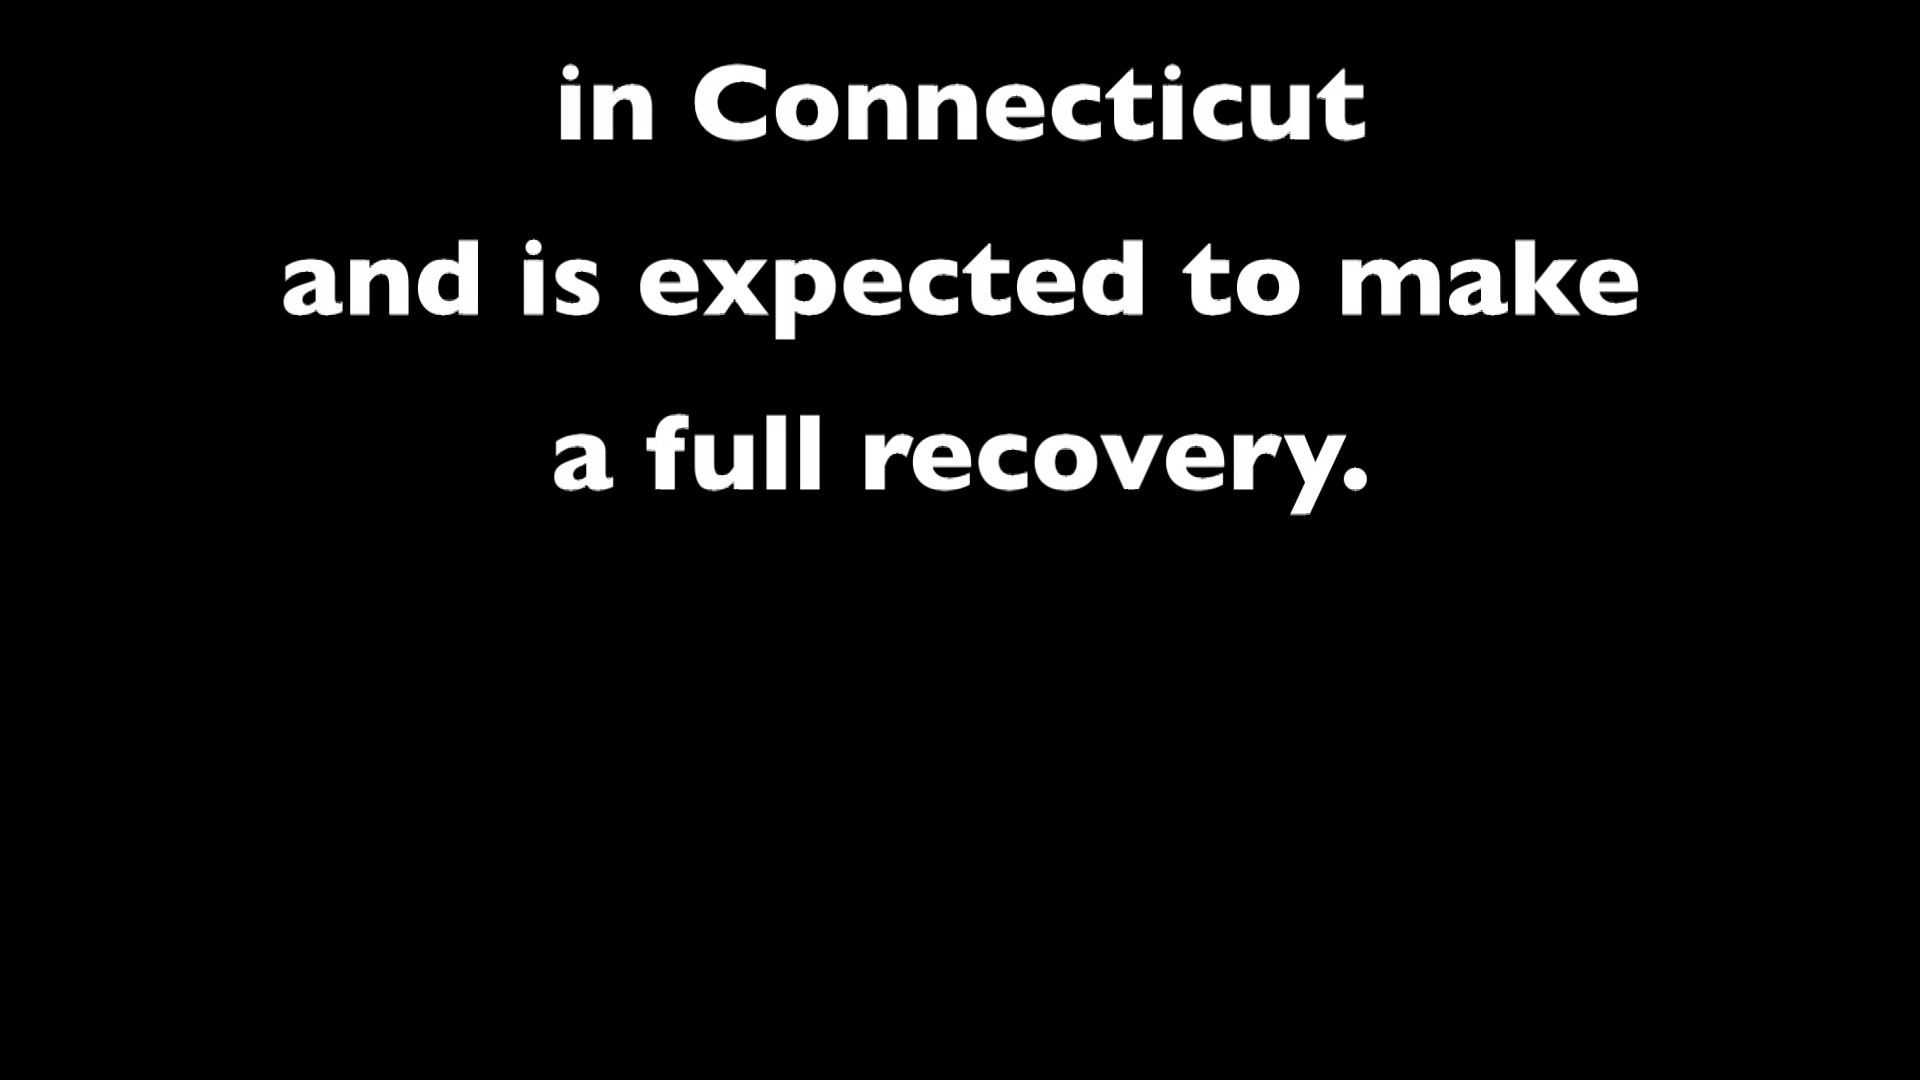 in Connecticut
and is expected to make
a full recovery.